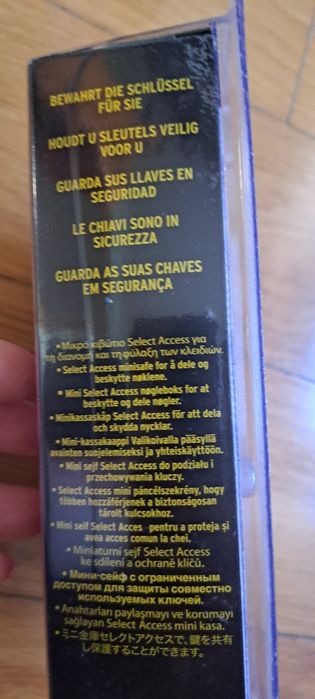 BEWAHRT DIE SCHLÜSSEL
FÜR SIE
HOUDT U SLEUTELS VEILIG
VOOR U
GUARDA SUS LLAVES EN
SEGURIDAD
LE CHIAVI SONO IN
SICUREZZA
GUARDA AS SUAS CHAVES
EM SEGURANÇA
• Μικρό κιβώτιο Select Access για
τη διανομή και τη φύλαξη των κλειδιών.
• Select Access minisafe for å dele og
beskytte nøklene.
• Mini Select Access nøgleboks for at
beskytte og dele nøgler.
• Minikassaskåp Select Access för att dela
och skydda nycklar.
• Mini-kassakaappi Valikoivalla pääsyllä
avainten suojelemiseksi ja yhteiskäyttöön.
• Mini sejf Select Access do podziału i
przechowywania kluczy.
• Select Access mini páncélszekrény, hogy
többen hozzáférjenek a biztonságosan
tárolt kulcsokhoz.
• Mini seif Select Acces pentru a proteja și
avea acces comun la chei.
• Miniaturní sejf Select Access
ke sdílení a ochraně klíčů.
• Мини-сейф с ограниченным
доступом для защиты совместно
используемых ключей.
• Anahtarları paylaşmayı ve korumayı
sağlayan Select Access mini kasa.
• ミニ金庫セレクトアクセスで、鍵を共有
し保護することができます。